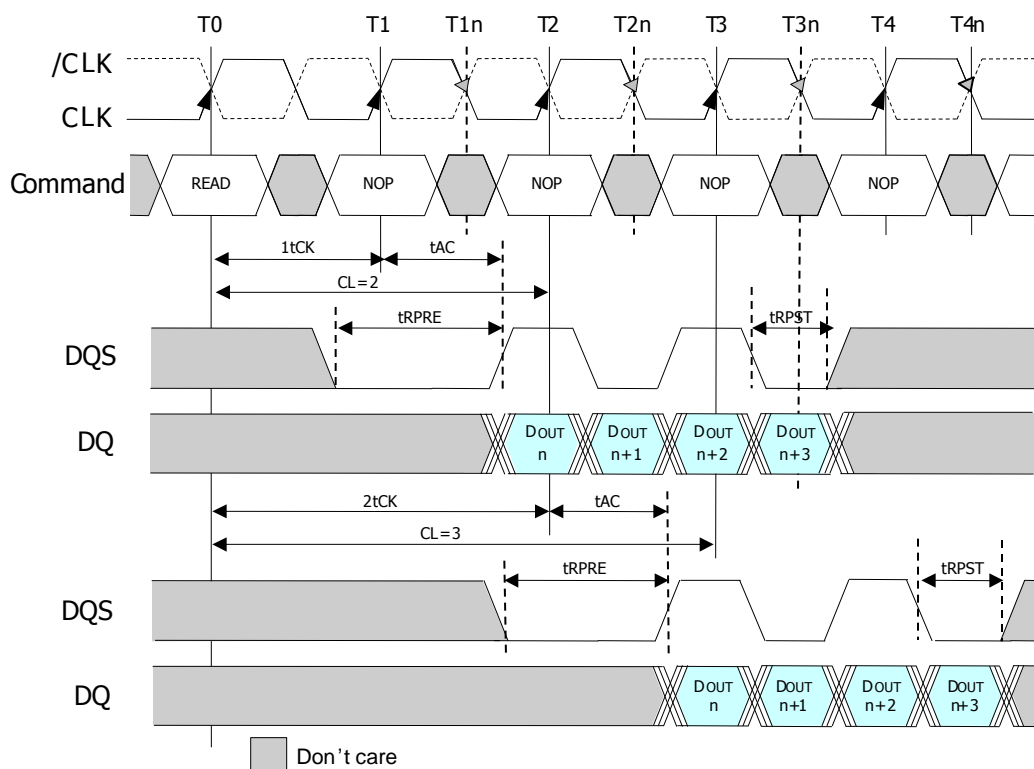 T0 T1 T1n T2 T2n T3 T3n T4 T4n
/CLK
CLK
Command READ NOP NOP NOP NOP
1tCK tAC
CL=2
tRPRE tRPST
DQS
DQ DOUT n DOUT n+1 DOUT n+2 DOUT n+3
2tCK tAC
CL=3
tRPRE tRPST
DQS
DQ DOUT n DOUT n+1 DOUT n+2 DOUT n+3
Don't care